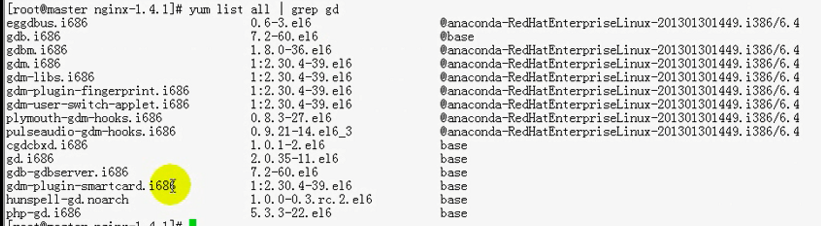 [root@master nginx-1.4.1]# yum list all | grep gd
eggdbus.i686 0.6-3.el6 @anaconda-RedHatEnterpriseLinux-201301301449.i386/6.4
gdb.i686 7.2-60.el6 @base
gdbm.i686 1.8.0-36.el6 @anaconda-RedHatEnterpriseLinux-201301301449.i386/6.4
gdm.i686 1:2.30.4-39.el6 @anaconda-RedHatEnterpriseLinux-201301301449.i386/6.4
gdm-libs.i686 1:2.30.4-39.el6 @anaconda-RedHatEnterpriseLinux-201301301449.i386/6.4
gdm-plugin-fingerprint.i686 1:2.30.4-39.el6 @anaconda-RedHatEnterpriseLinux-201301301449.i386/6.4
gdm-user-switch-applet.i686 1:2.30.4-39.el6 @anaconda-RedHatEnterpriseLinux-201301301449.i386/6.4
plymouth-gdm-hooks.i686 0.8.3-27.el6 @anaconda-RedHatEnterpriseLinux-201301301449.i386/6.4
pulseaudio-gdm-hooks.i686 0.9.21-14.el6_3 @anaconda-RedHatEnterpriseLinux-201301301449.i386/6.4
cgdcbxd.i686 1.0.1-2.el6 base
gd.i686 2.0.35-11.el6 base
gdb-gdbserver.i686 7.2-60.el6 base
gdm-plugin-smartcard.i686 1:2.30.4-39.el6 base
hunspell-gd.noarch 1.0.0-0.3.rc.2.el6 base
php-gd.i686 5.3.3-22.el6 base
[root@master nginx-1.4.1]#